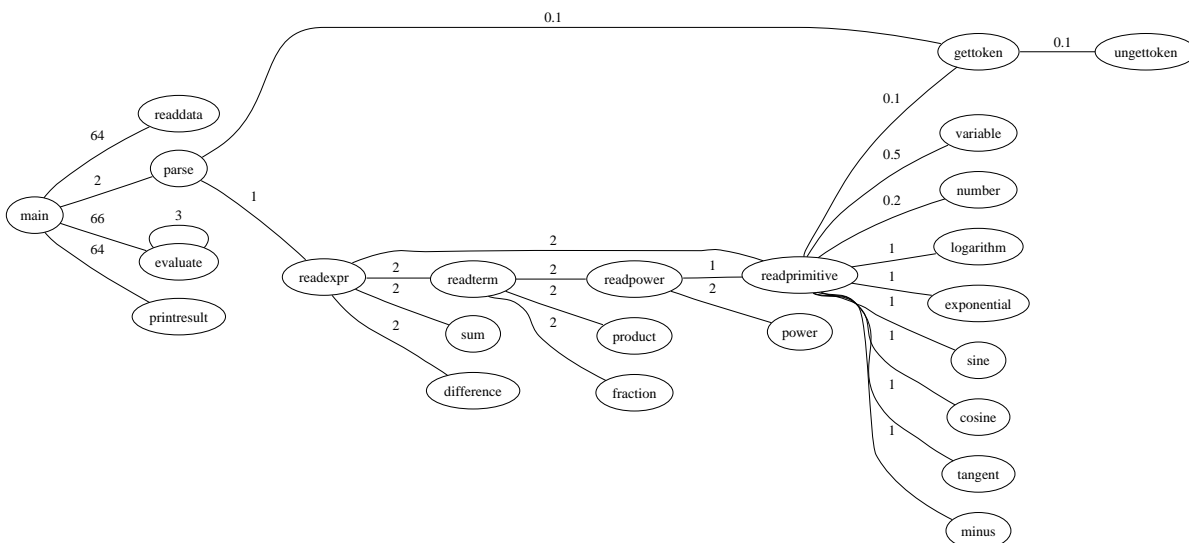 0.1
gettoken
0.1
ungettoken
readdata
64
0.1
variable
parse
0.5
2
1
number
0.2
main
66
3
64
evaluate
2
1
logarithm
readexpr
2
readterm
2
readpower
1
readprimitive
1
2
2
2
exponential
printresult
1
sum
2
2
product
power
1
sine
difference
fraction
1
cosine
1
tangent
minus